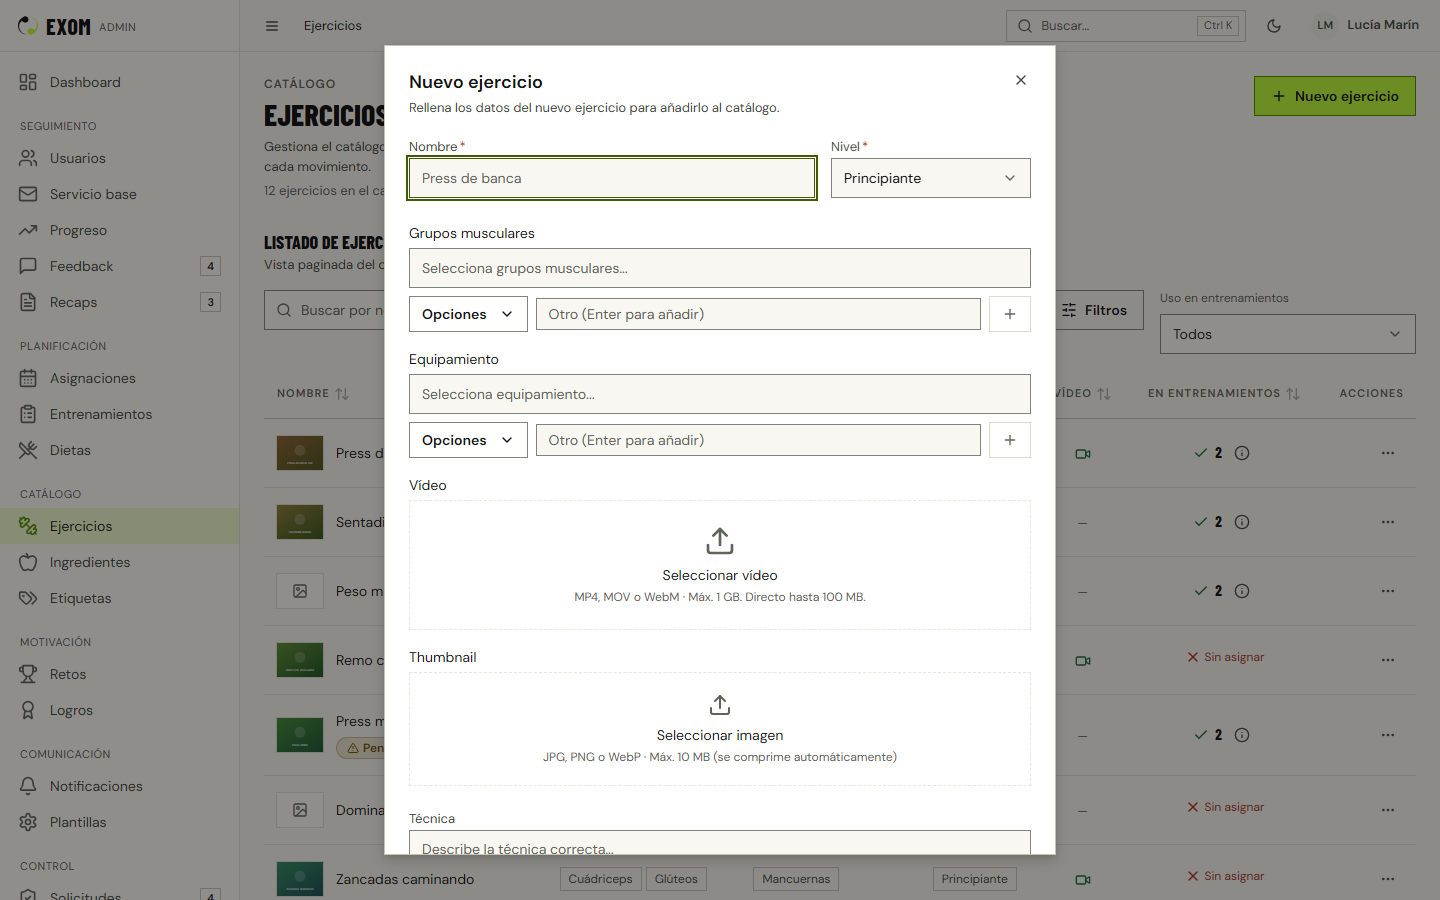 EXOM ADMIN
Ejercicios
Buscar...
Ctrl K
LM
Lucía Marín
Dashboard
SEGUIMIENTO
Usuarios
Servicio base
Progreso
Feedback 4
Recaps 3
PLANIFICACIÓN
Asignaciones
Entrenamientos
Dietas
CATÁLOGO
Ejercicios
Ingredientes
Etiquetas
MOTIVACIÓN
Retos
Logros
COMUNICACIÓN
Notificaciones
Plantillas
CONTROL
Solicitudes 4
CATÁLOGO
EJERCICIOS
Gestiona el catálogo
cada movimiento.
12 ejercicios en el ca
Nuevo ejercicio
LISTADO DE EJERC
Vista paginada del c
Buscar por n
Filtros
Uso en entrenamientos
Todos
NOMBRE
VÍDEO
EN ENTRENAMIENTOS
ACCIONES
Press d
2
Sentadi
– 2
Peso m
– 2
Remo c
Sin asignar
Press m
Pen
– 2
Domina
– Sin asignar
Zancadas caminando
Cuádriceps Glúteos
Mancuernas
Principiante
Sin asignar
Nuevo ejercicio
Rellena los datos del nuevo ejercicio para añadirlo al catálogo.
Nombre *
Press de banca
Nivel *
Principiante
Grupos musculares
Selecciona grupos musculares...
Opciones
Otro (Enter para añadir)
Equipamiento
Selecciona equipamiento...
Opciones
Otro (Enter para añadir)
Vídeo
Seleccionar vídeo
MP4, MOV o WebM · Máx. 1 GB. Directo hasta 100 MB.
Thumbnail
Seleccionar imagen
JPG, PNG o WebP · Máx. 10 MB (se comprime automáticamente)
Técnica
Describe la técnica correcta...